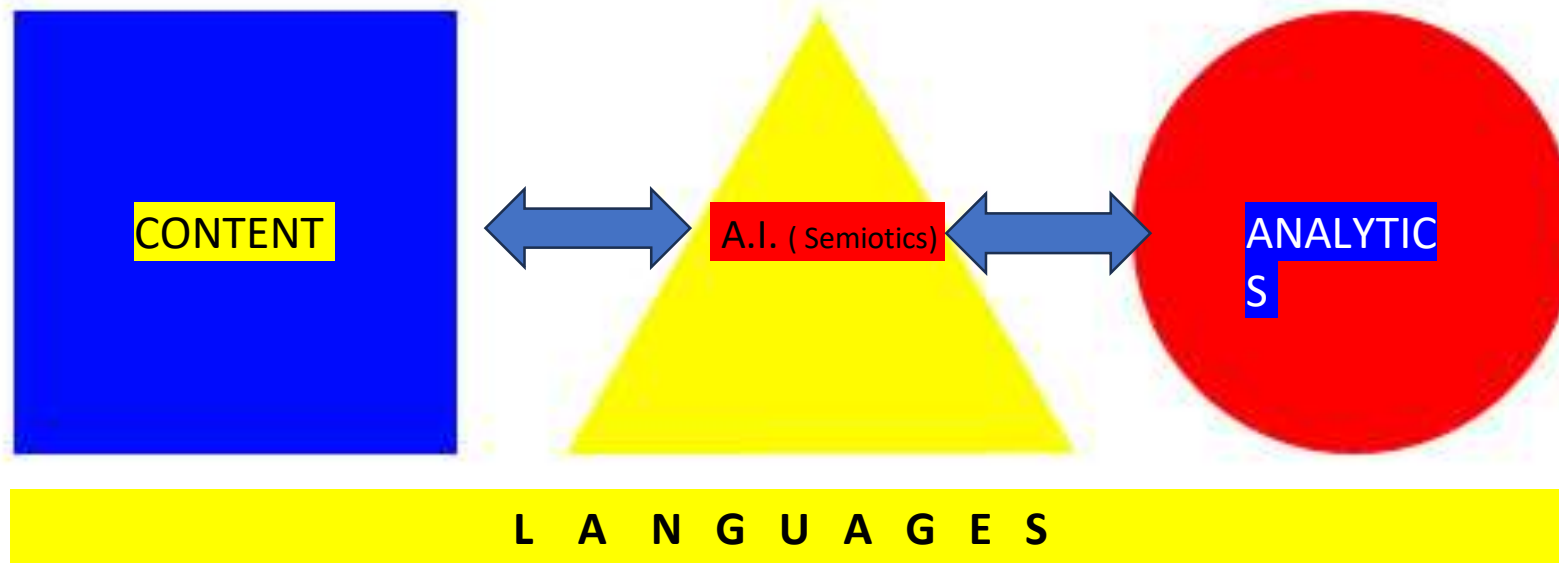 CONTENT
A.I. ( Semiotics)
ANALYTIC
S
L A N G U A G E S